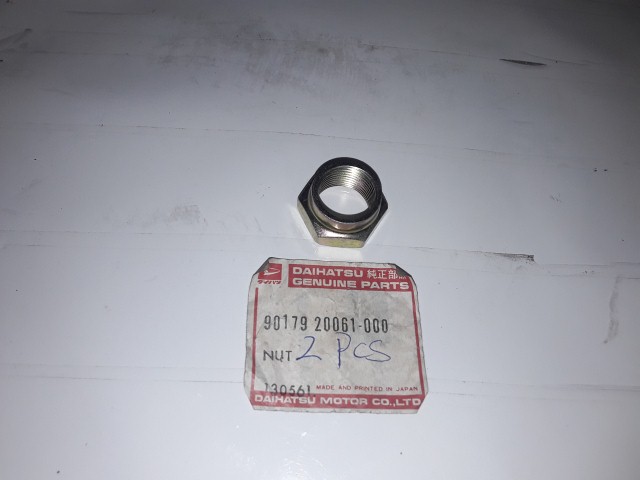 DAIHATSU 純正部
GENUINE PARTS
90179 20061-000
NUT 2 PCS
130561 MADE AND PRINTED IN JAPAN
DAIHATSU MOTOR CO.,LTD